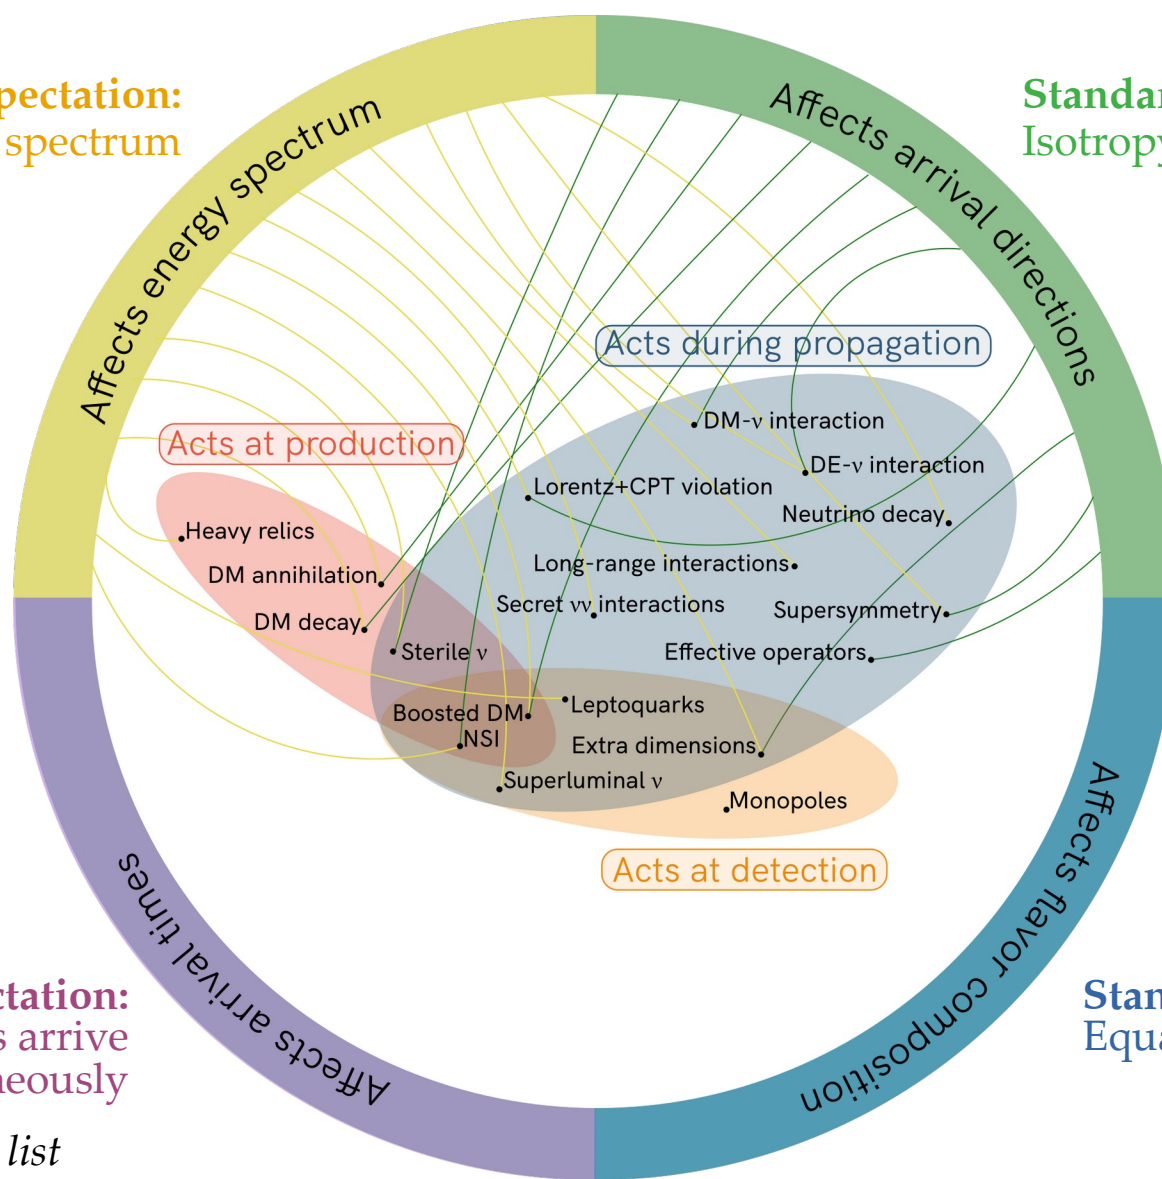 pectation:
spectrum
Standar
Isotropy
Affects energy spectrum
Affects arrival directions
Acts during propagation
DM-ν interaction
Acts at production
DE-ν interaction
Lorentz+CPT violation
Neutrino decay
Heavy relics
Long-range interactions
DM annihilation
Secret νν interactions
Supersymmetry
DM decay
Sterile ν
Effective operators
Leptoquarks
Boosted DM
NSI
Extra dimensions
Superluminal ν
Monopoles
Acts at detection
Affects arrival times
Affects flavor composition
ctation:
s arrive
neously
Stan
Equa
list